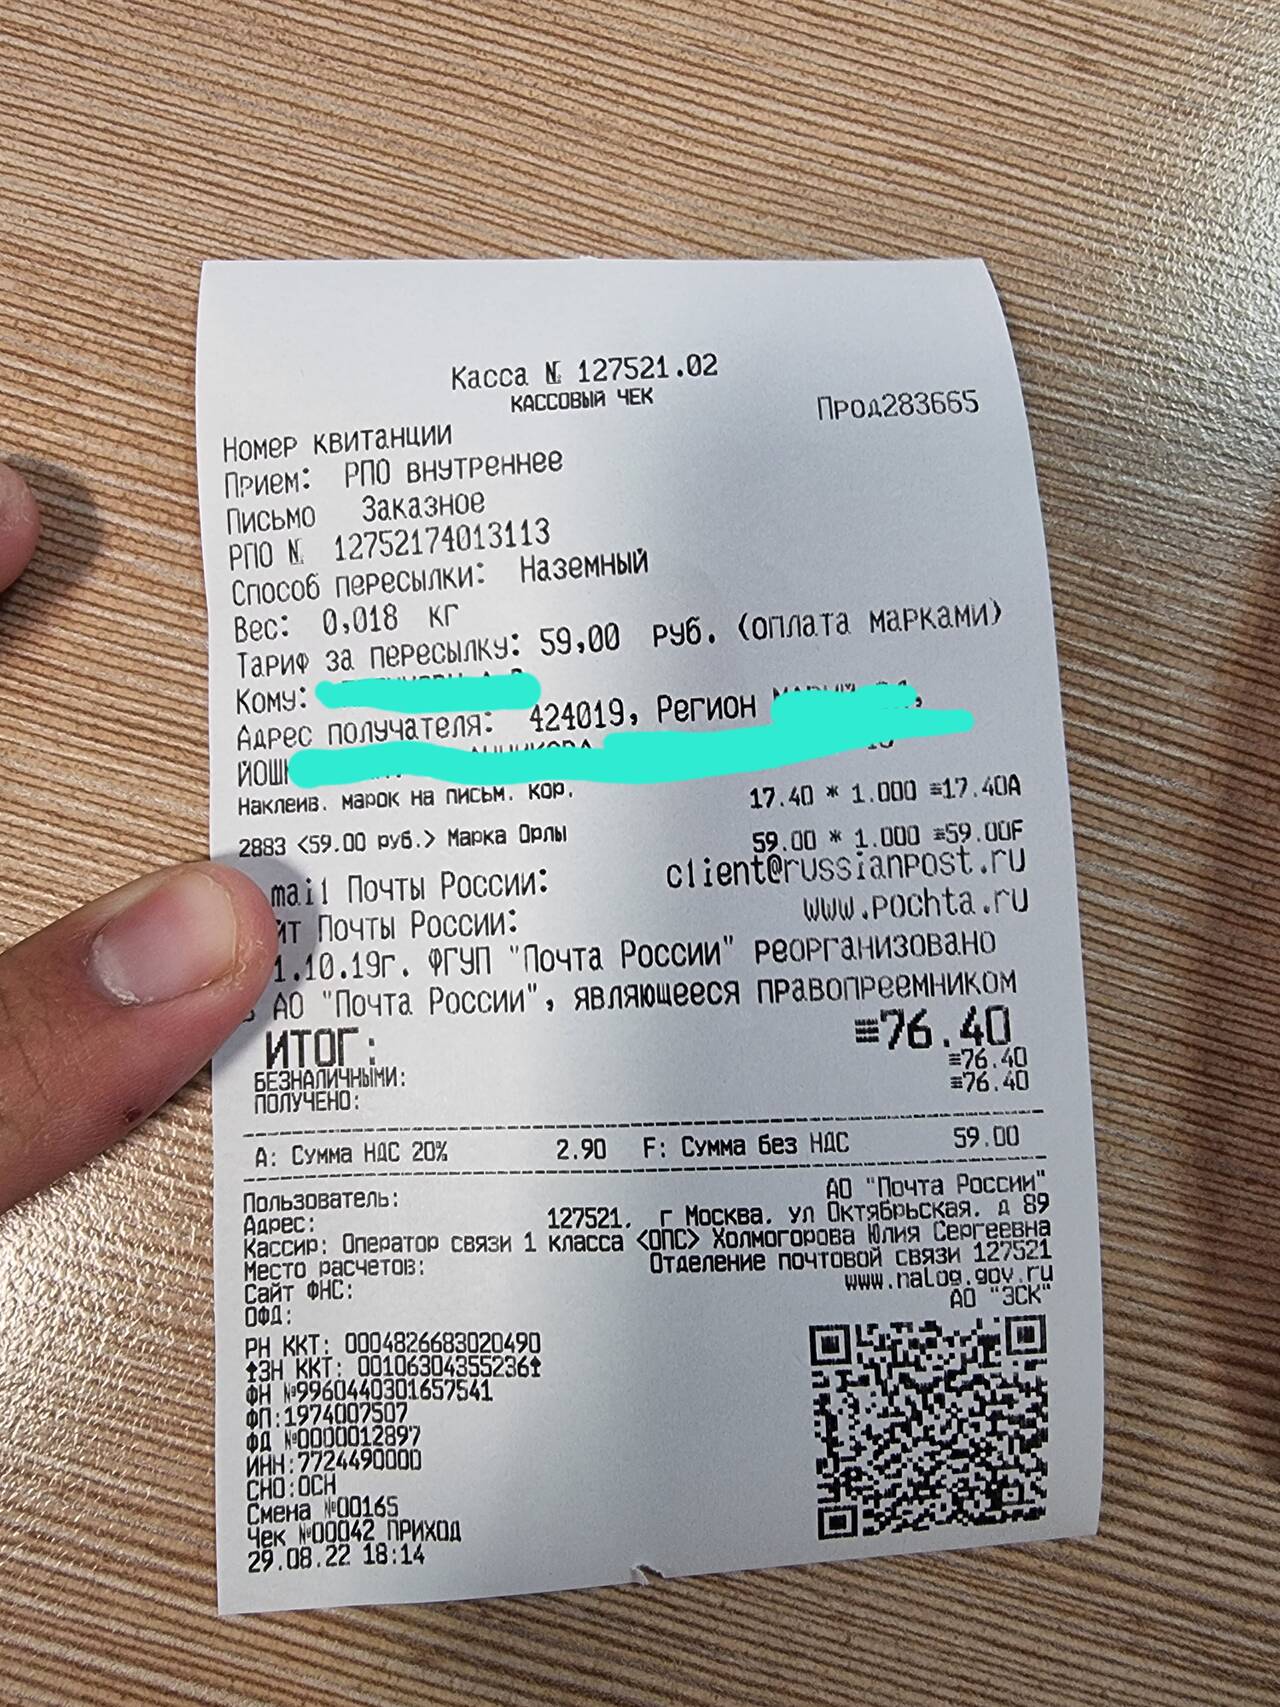 Касса № 127521.02
КАССОВЫЙ ЧЕК
Прод283665
Номер квитанции
Прием: РПО внутреннее
Письмо Заказное
РПО № 12752174013113
Способ пересылки: Наземный
Вес: 0,018 кг
Тариф за пересылку: 59,00 руб. (оплата марками)
Кому:
Адрес получателя: 424019, Регион
ЙОШК
Наклеив. марок на письм. кор. 17.40 * 1.000 ≡17.40A
2883 <59.00 руб.> Марка Орлы 59.00 * 1.000 ≡59.00F
mail Почты России: client@russianpost.ru
йт Почты России: www.pochta.ru
1.10.19г. ФГУП "Почта России" реорганизовано
АО "Почта России", являющееся правопреемником
ИТОГ: ≡76.40
БЕЗНАЛИЧНЫМИ: ≡76.40
ПОЛУЧЕНО: ≡76.40
А: Сумма НДС 20% 2.90 F: Сумма без НДС 59.00
Пользователь: АО "Почта России"
Адрес: 127521, г Москва, ул Октябрьская, д 89
Кассир: Оператор связи 1 класса <ОПС> Холмогорова Юлия Сергеевна
Место расчетов: Отделение почтовой связи 127521
Сайт ФНС: www.nalog.gov.ru
ОФД: АО "ЭСК"
РН ККТ: 0004826683020490
ЗН ККТ: 00106304355236
ФН №9960440301657541
ФП:1974007507
ФД №0000012897
ИНН:7724490000
СНО:ОСН
Смена №00165
Чек №00042 ПРИХОД
29.08.22 18:14